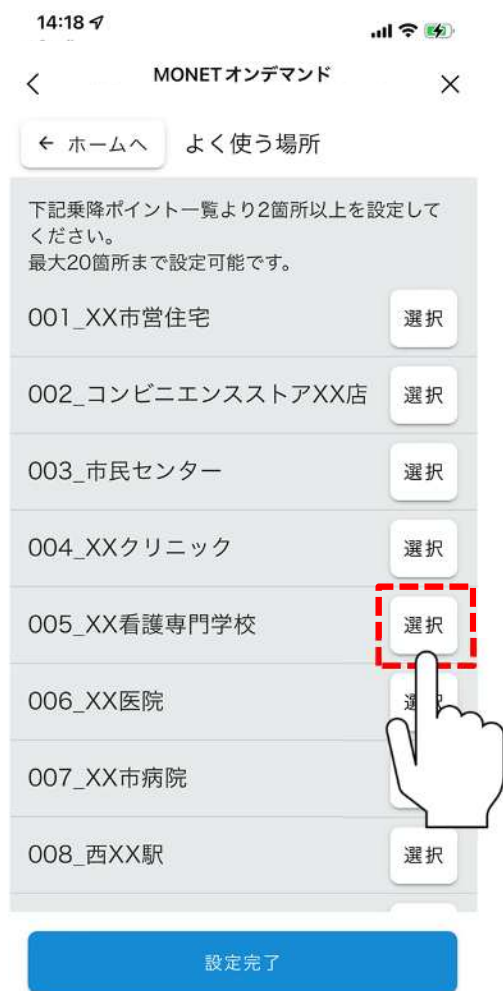 14:18
MONETオンデマンド
← ホームへ よく使う場所
下記乗降ポイント一覧より2箇所以上を設定して
ください。
最大20箇所まで設定可能です。
001_XX市営住宅 選択
002_コンビニエンスストアXX店 選択
003_市民センター 選択
004_XXクリニック 選択
005_XX看護専門学校 選択
006_XX医院
007_XX市病院
008_西XX駅 選択
設定完了